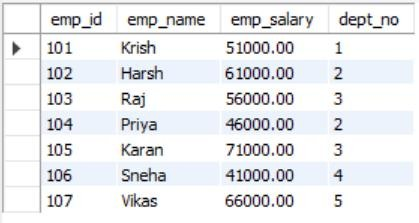 emp_id emp_name emp_salary dept_no
101 Krish 51000.00 1
102 Harsh 61000.00 2
103 Raj 56000.00 3
104 Priya 46000.00 2
105 Karan 71000.00 3
106 Sneha 41000.00 4
107 Vikas 66000.00 5